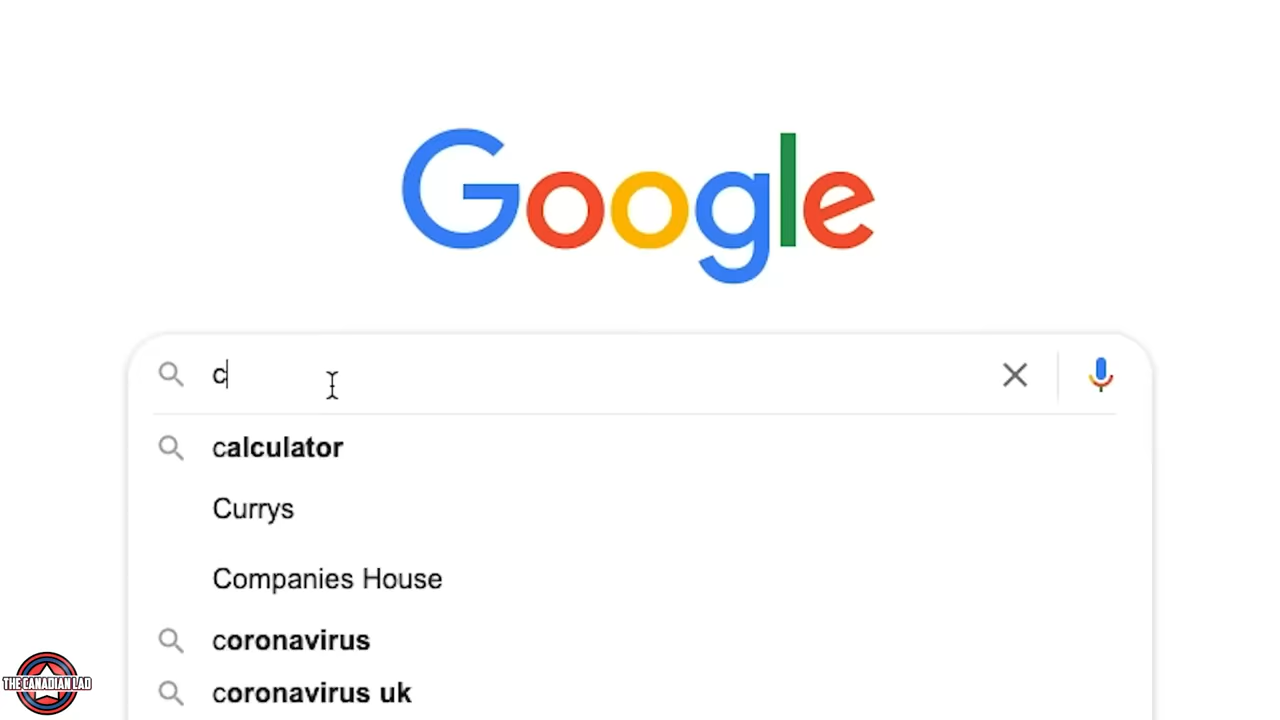 Google
c
calculator
Currys
Companies House
coronavirus
coronavirus uk
THE CANADIAN LAD